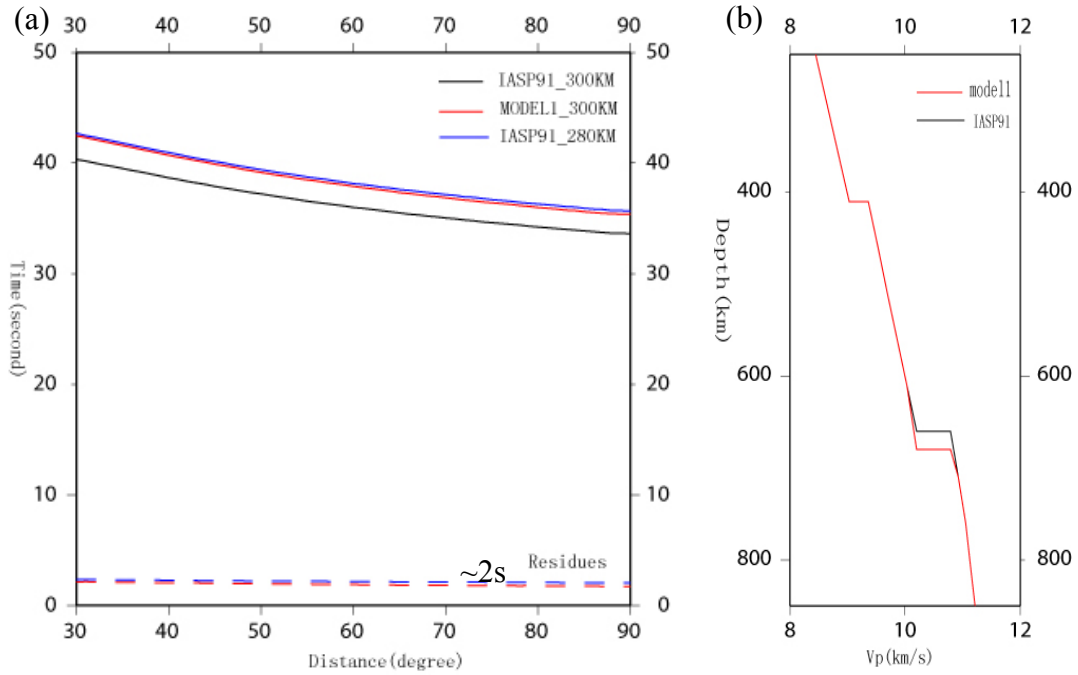 (a)
30 40 50 60 70 80 90
50 50
IASP91_300KM
MODEL1_300KM
IASP91_280KM
40 40
30 30
Time(second)
20 20
10 10
Residues
~2s
0 0
30 40 50 60 70 80 90
Distance(degree)
(b)
8 10 12
model1
IASP91
400 400
Depth(km)
600 600
800 800
8 10 12
Vp(km/s)